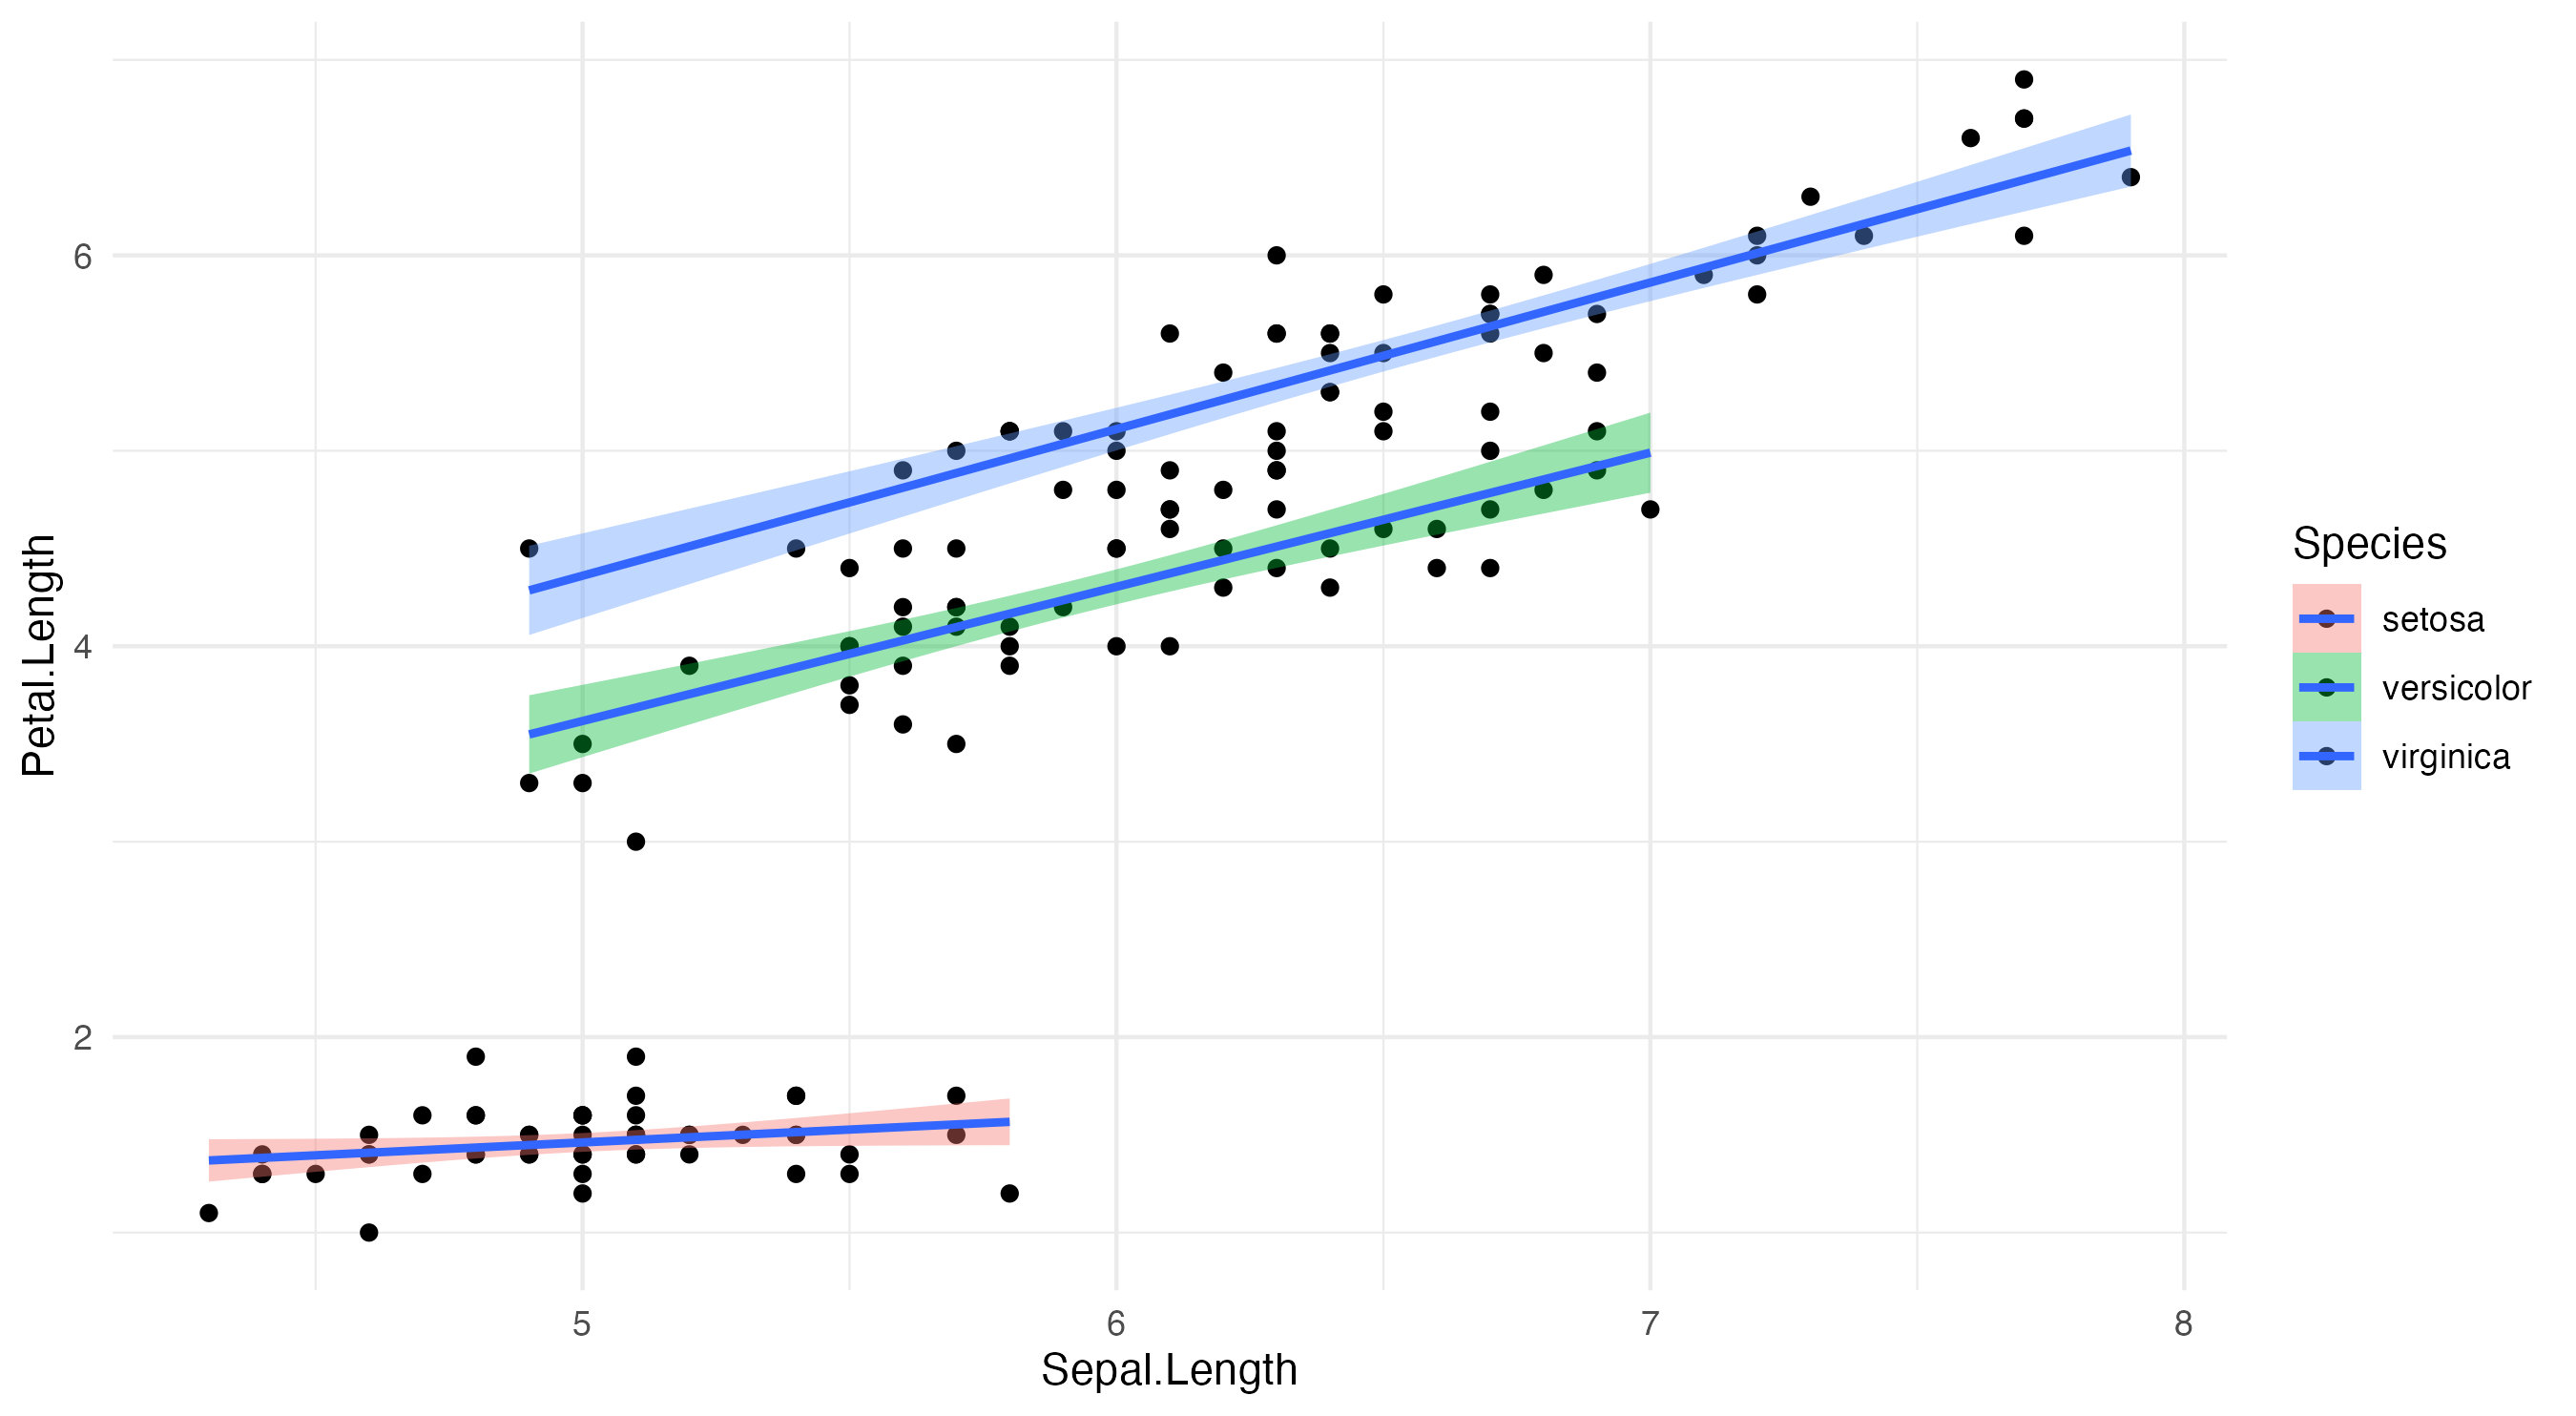 Petal.Length
6
4
2
5 6 7 8
Sepal.Length
Species
setosa
versicolor
virginica